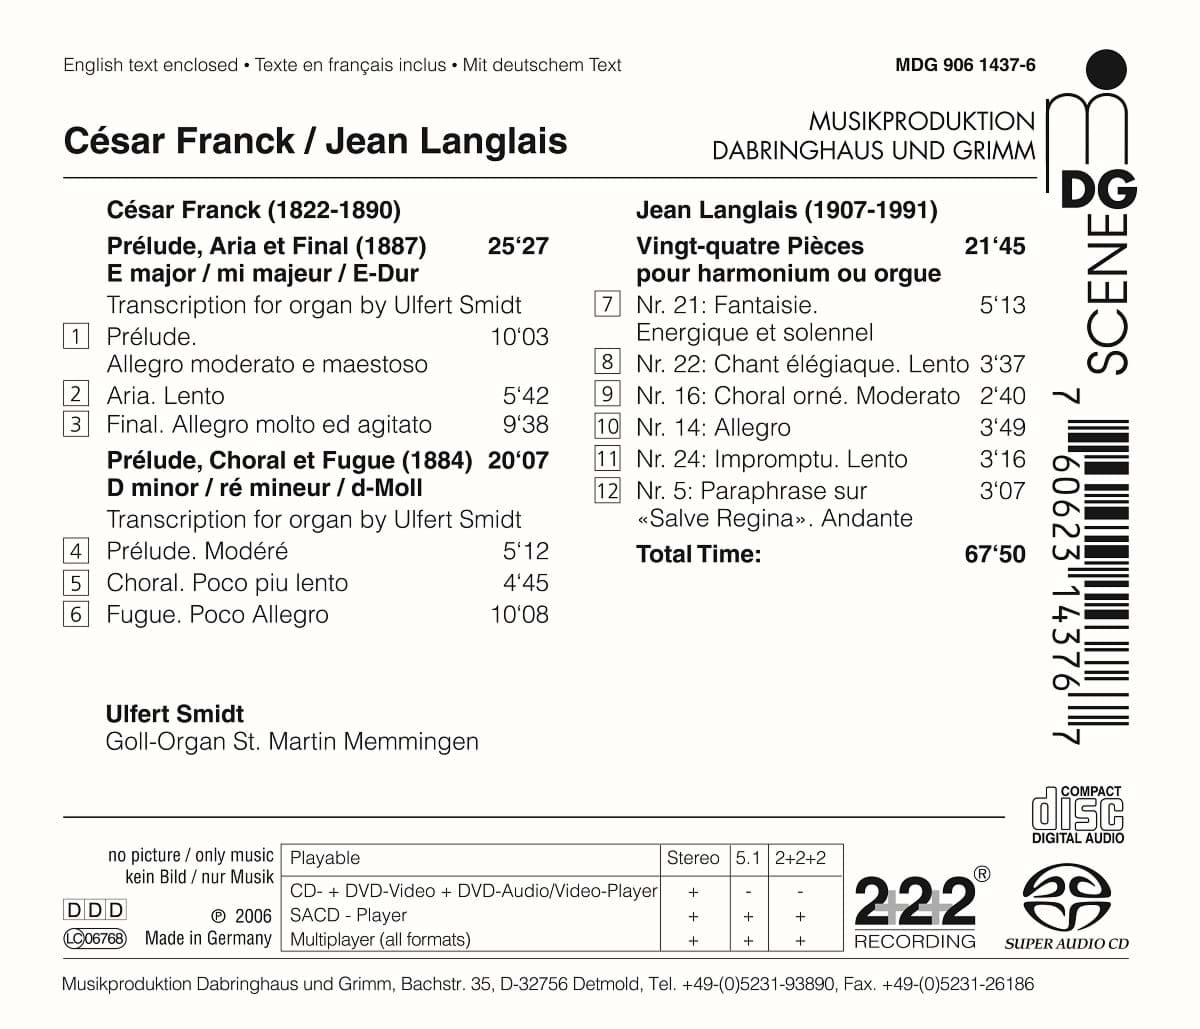 English text enclosed • Texte en français inclus • Mit deutschem Text
MDG 906 1437-6
César Franck / Jean Langlais
MUSIKPRODUKTION
DABRINGHAUS UND GRIMM
DG
SCENE
César Franck (1822-1890)
Prélude, Aria et Final (1887) 25‘27
E major / mi majeur / E-Dur
Transcription for organ by Ulfert Smidt
1 Prélude. 10‘03
Allegro moderato e maestoso
2 Aria. Lento 5‘42
3 Final. Allegro molto ed agitato 9‘38
Prélude, Choral et Fugue (1884) 20‘07
D minor / ré mineur / d-Moll
Transcription for organ by Ulfert Smidt
4 Prélude. Modéré 5‘12
5 Choral. Poco piu lento 4‘45
6 Fugue. Poco Allegro 10‘08
Jean Langlais (1907-1991)
Vingt-quatre Pièces 21‘45
pour harmonium ou orgue
7 Nr. 21: Fantaisie. 5‘13
Energique et solennel
8 Nr. 22: Chant élégiaque. Lento 3‘37
9 Nr. 16: Choral orné. Moderato 2‘40
10 Nr. 14: Allegro 3‘49
11 Nr. 24: Impromptu. Lento 3‘16
12 Nr. 5: Paraphrase sur 3‘07
«Salve Regina». Andante
Total Time: 67‘50
7 60623 14376 7
Ulfert Smidt
Goll-Organ St. Martin Memmingen
COMPACT
disc
DIGITAL AUDIO
no picture / only music
kein Bild / nur Musik
DDD
℗ 2006
LC 06768 Made in Germany
Playable Stereo 5.1 2+2+2
CD- + DVD-Video + DVD-Audio/Video-Player + - -
SACD - Player + + +
Multiplayer (all formats) + + +
2+2+2®
RECORDING
SUPER AUDIO CD
Musikproduktion Dabringhaus und Grimm, Bachstr. 35, D-32756 Detmold, Tel. +49-(0)5231-93890, Fax. +49-(0)5231-26186